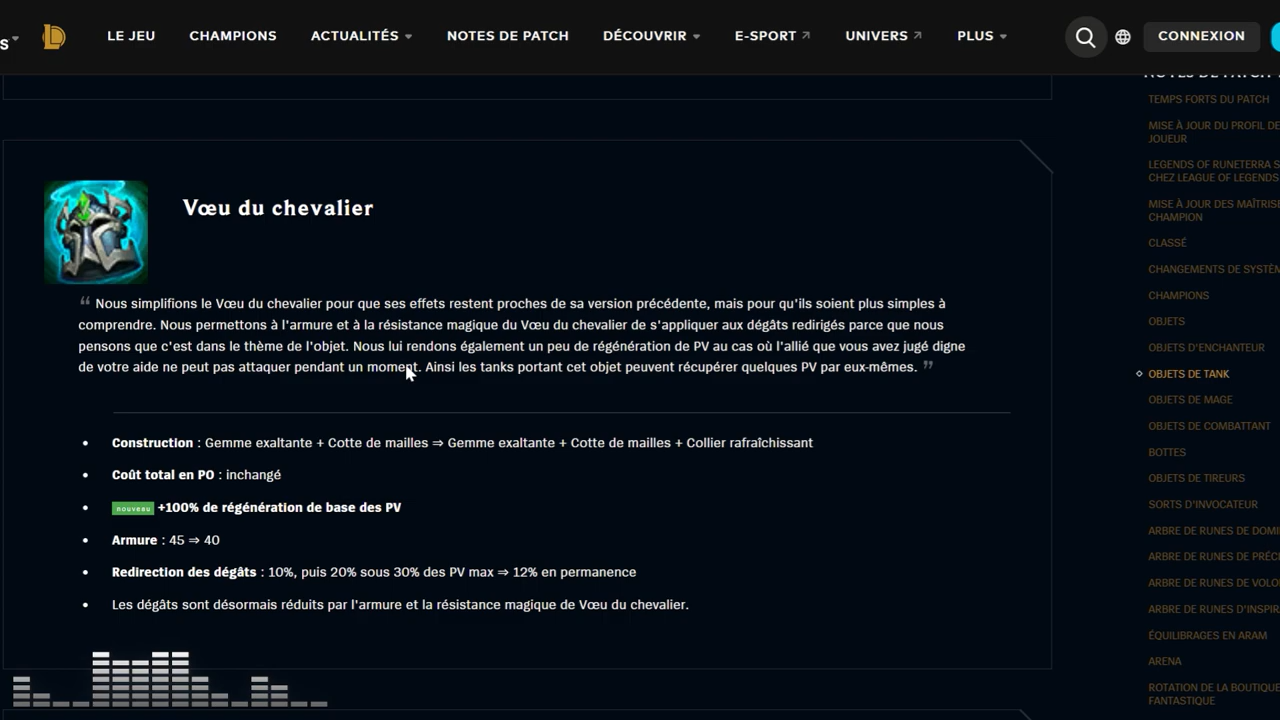 S
LE JEU
CHAMPIONS
ACTUALITÉS
NOTES DE PATCH
DÉCOUVRIR
E-SPORT
UNIVERS
PLUS
CONNEXION
Vœu du chevalier
“ Nous simplifions le Vœu du chevalier pour que ses effets restent proches de sa version précédente, mais pour qu'ils soient plus simples à
comprendre. Nous permettons à l'armure et à la résistance magique du Vœu du chevalier de s'appliquer aux dégâts redirigés parce que nous
pensons que c'est dans le thème de l'objet. Nous lui rendons également un peu de régénération de PV au cas où l'allié que vous avez jugé digne
de votre aide ne peut pas attaquer pendant un moment. Ainsi les tanks portant cet objet peuvent récupérer quelques PV par eux-mêmes. ”
• Construction : Gemme exaltante + Cotte de mailles ⇒ Gemme exaltante + Cotte de mailles + Collier rafraîchissant
• Coût total en PO : inchangé
• nouveau +100% de régénération de base des PV
• Armure : 45 ⇒ 40
• Redirection des dégâts : 10%, puis 20% sous 30% des PV max ⇒ 12% en permanence
• Les dégâts sont désormais réduits par l'armure et la résistance magique de Vœu du chevalier.
NOTES DE PATCH
TEMPS FORTS DU PATCH
MISE À JOUR DU PROFIL DE
JOUEUR
LEGENDS OF RUNETERRA S
CHEZ LEAGUE OF LEGENDS
MISE À JOUR DES MAÎTRISE
CHAMPION
CLASSÉ
CHANGEMENTS DE SYSTÈM
CHAMPIONS
OBJETS
OBJETS D'ENCHANTEUR
OBJETS DE TANK
OBJETS DE MAGE
OBJETS DE COMBATTANT
BOTTES
OBJETS DE TIREURS
SORTS D'INVOCATEUR
ARBRE DE RUNES DE DOMI
ARBRE DE RUNES DE PRÉC
ARBRE DE RUNES DE VOLO
ARBRE DE RUNES D'INSPIR
ÉQUILIBRAGES EN ARAM
ARENA
ROTATION DE LA BOUTIQUE
FANTASTIQUE